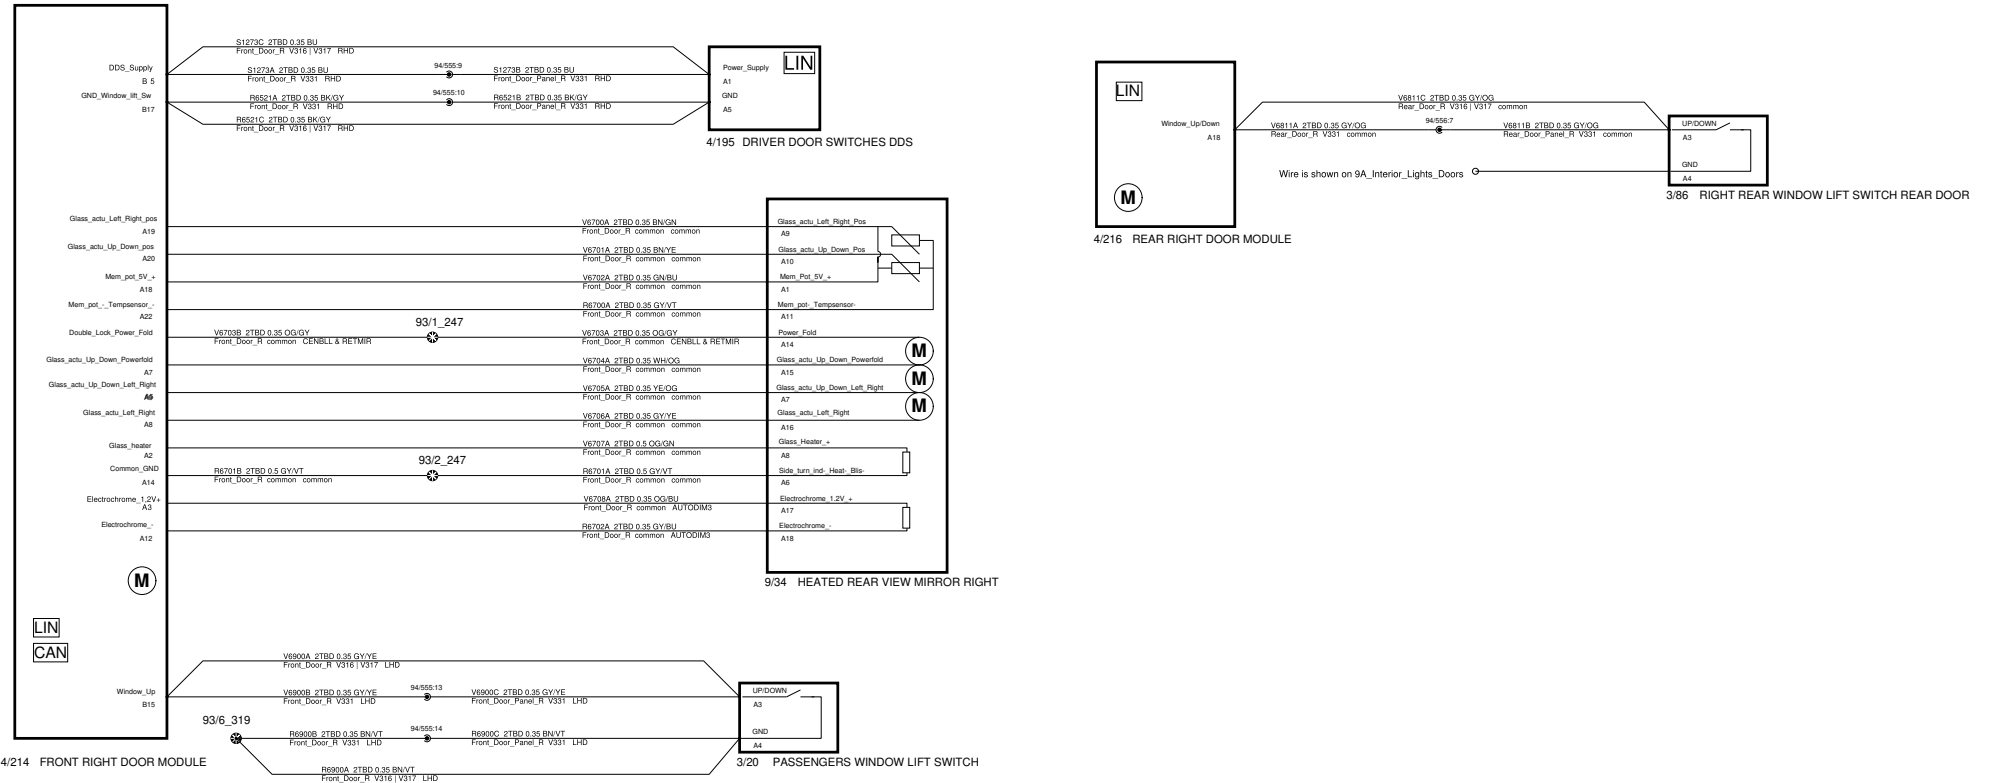 S1273C 2TBD 0.35 BU
Front_Door_R V316 | V317 RHD
DDS_Supply
B 5
S1273A 2TBD 0.35 BU
Front_Door_R V331 RHD
94/555:9
S1273B 2TBD 0.35 BU
Front_Door_Panel_R V331 RHD
Power_Supply
A1
LIN
GND_Window_lift_Sw
B17
R6521A 2TBD 0.35 BK/GY
Front_Door_R V331 RHD
94/555:10
R6521B 2TBD 0.35 BK/GY
Front_Door_Panel_R V331 RHD
GND
A5
R6521C 2TBD 0.35 BK/GY
Front_Door_R V316 | V317 RHD
4/195 DRIVER DOOR SWITCHES DDS
Glass_actu_Left_Right_pos
A19
V6700A 2TBD 0.35 BN/GN
Front_Door_R common common
Glass_actu_Left_Right_Pos
A9
Glass_actu_Up_Down_pos
A20
V6701A 2TBD 0.35 BN/YE
Front_Door_R common common
Glass_actu_Up_Down_Pos
A10
Mem_pot_5V_+
A18
V6702A 2TBD 0.35 GN/BU
Front_Door_R common common
Mem_Pot_5V_+
A1
Mem_pot_-_Tempsensor_-
A22
R6700A 2TBD 0.35 GY/VT
Front_Door_R common common
Mem_pot-_Tempsensor-
A11
Double_Lock_Power_Fold
V6703B 2TBD 0.35 OG/GY
Front_Door_R common CENBLL & RETMIR
93/1_247
V6703A 2TBD 0.35 OG/GY
Front_Door_R common CENBLL & RETMIR
Power_Fold
A14
M
Glass_actu_Up_Down_Powerfold
A7
V6704A 2TBD 0.35 WH/OG
Front_Door_R common common
Glass_actu_Up_Down_Powerfold
A15
M
Glass_actu_Up_Down_Left_Right
V6705A 2TBD 0.35 YE/OG
Front_Door_R common common
Glass_actu_Up_Down_Left_Right
A7
M
Glass_actu_Left_Right
A8
V6706A 2TBD 0.35 GY/YE
Front_Door_R common common
Glass_actu_Left_Right
A16
Glass_heater
A2
V6707A 2TBD 0.5 OG/GN
Front_Door_R common common
Glass_Heater_+
A8
Common_GND
A14
R6701B 2TBD 0.5 GY/VT
Front_Door_R common common
93/2_247
R6701A 2TBD 0.5 GY/VT
Front_Door_R common common
Side_turn_ind-_Heat-_Blis-
A6
Electrochrome_1,2V+
A3
V6708A 2TBD 0.35 OG/BU
Front_Door_R common AUTODIM3
Electrochrome_1.2V_+
A17
Electrochrome_-
A12
R6702A 2TBD 0.35 GY/BU
Front_Door_R common AUTODIM3
Electrochrome_-
A18
M
9/34 HEATED REAR VIEW MIRROR RIGHT
LIN
CAN
V6900A 2TBD 0.35 GY/YE
Front_Door_R V316 | V317 LHD
Window_Up
B15
V6900B 2TBD 0.35 GY/YE
Front_Door_R V331 LHD
94/555:13
V6900C 2TBD 0.35 GY/YE
Front_Door_Panel_R V331 LHD
UP/DOWN
A3
93/6_319
R6900B 2TBD 0.35 BN/VT
Front_Door_R V331 LHD
94/555:14
R6900C 2TBD 0.35 BN/VT
Front_Door_Panel_R V331 LHD
GND
A4
R6900A 2TBD 0.35 BN/VT
Front_Door_R V316 | V317 LHD
4/214 FRONT RIGHT DOOR MODULE
3/20 PASSENGERS WINDOW LIFT SWITCH
LIN
V6811C 2TBD 0.35 GY/OG
Rear_Door_R V316 | V317 common
Window_Up/Down
A18
V6811A 2TBD 0.35 GY/OG
Rear_Door_R V331 common
94/556:7
V6811B 2TBD 0.35 GY/OG
Rear_Door_Panel_R V331 common
UP/DOWN
A3
Wire is shown on 9A_Interior_Lights_Doors
GND
A4
M
3/86 RIGHT REAR WINDOW LIFT SWITCH REAR DOOR
4/216 REAR RIGHT DOOR MODULE